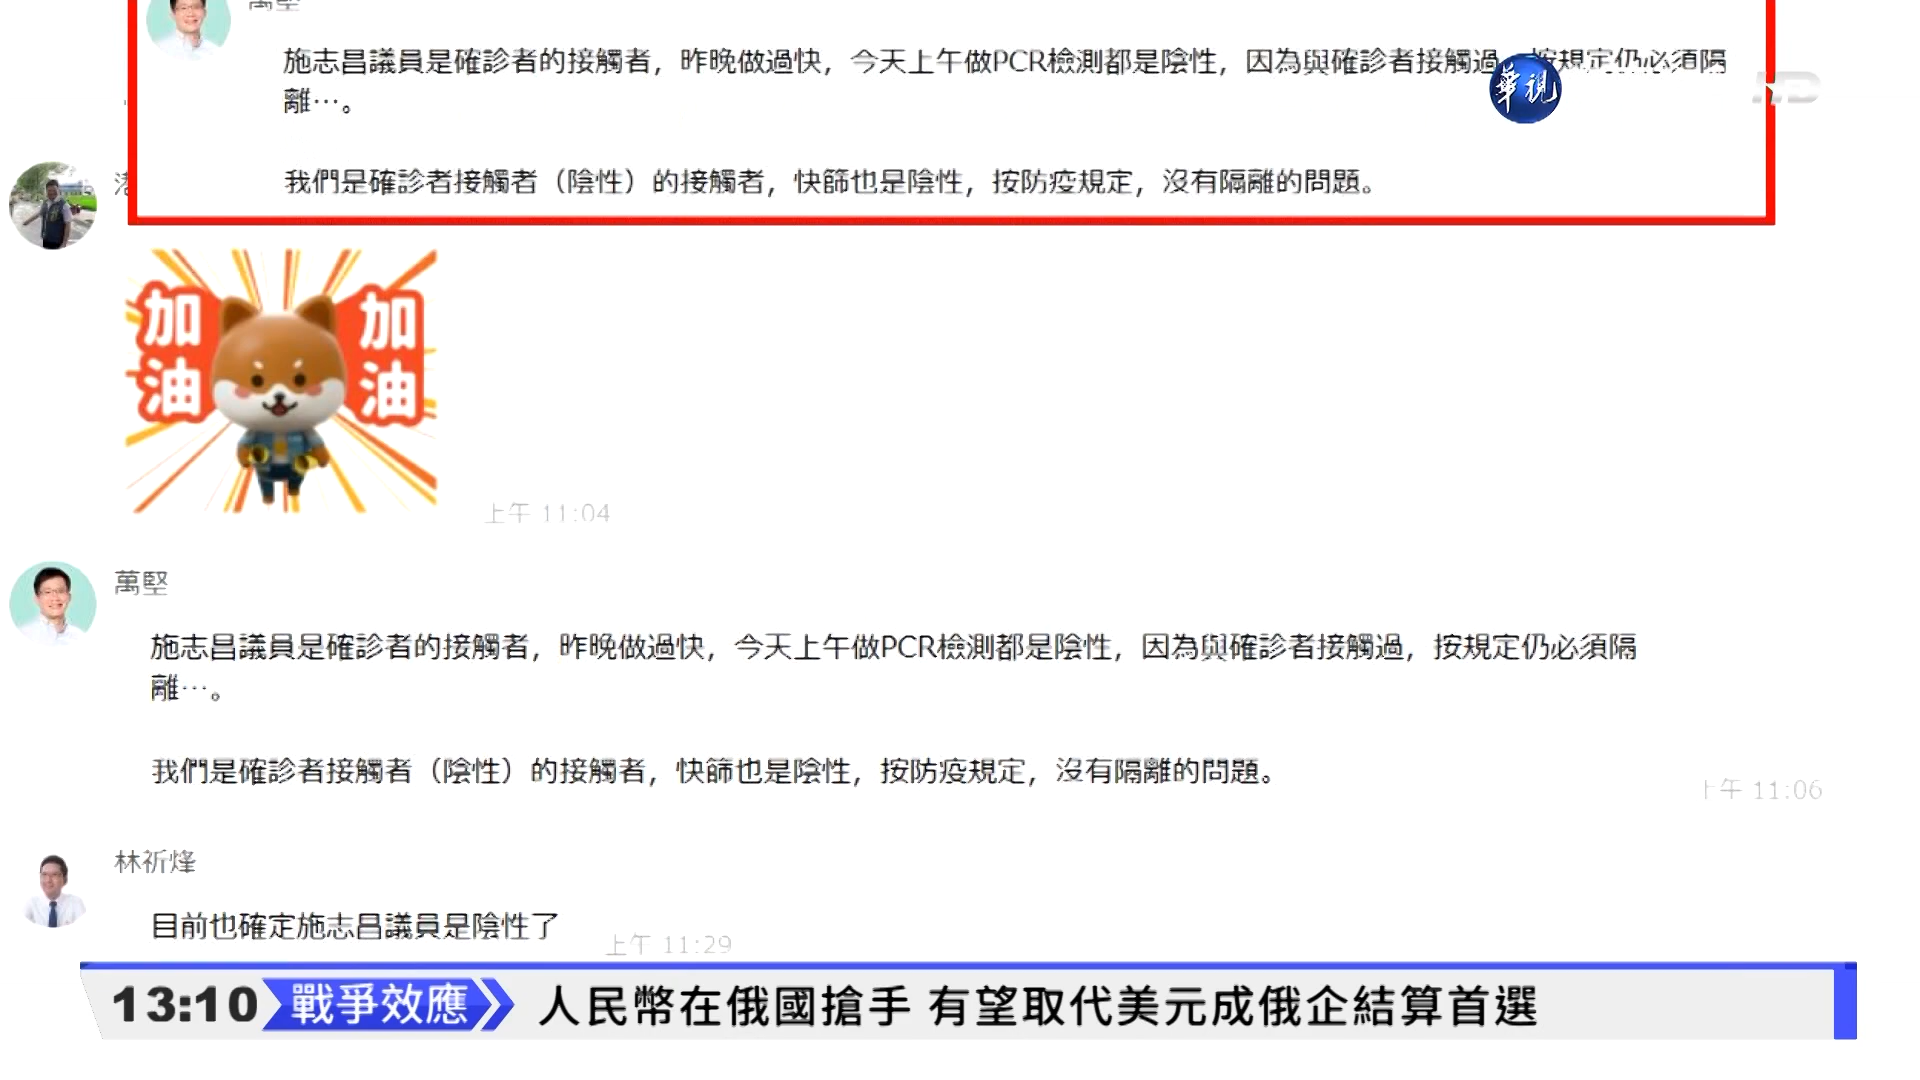 施志昌議員是確診者的接觸者，昨晚做過快，今天上午做PCR檢測都是陰性，因為與確診者接觸過，按規定仍必須隔
離…。
華視
HD
我們是確診者接觸者（陰性）的接觸者，快篩也是陰性，按防疫規定，沒有隔離的問題。
加油
加油
上午 11:04
萬堅
施志昌議員是確診者的接觸者，昨晚做過快，今天上午做PCR檢測都是陰性，因為與確診者接觸過，按規定仍必須隔
離…。
我們是確診者接觸者（陰性）的接觸者，快篩也是陰性，按防疫規定，沒有隔離的問題。
上午 11:06
林祈烽
目前也確定施志昌議員是陰性了
上午 11:29
13:10 戰爭效應 人民幣在俄國搶手 有望取代美元成俄企結算首選